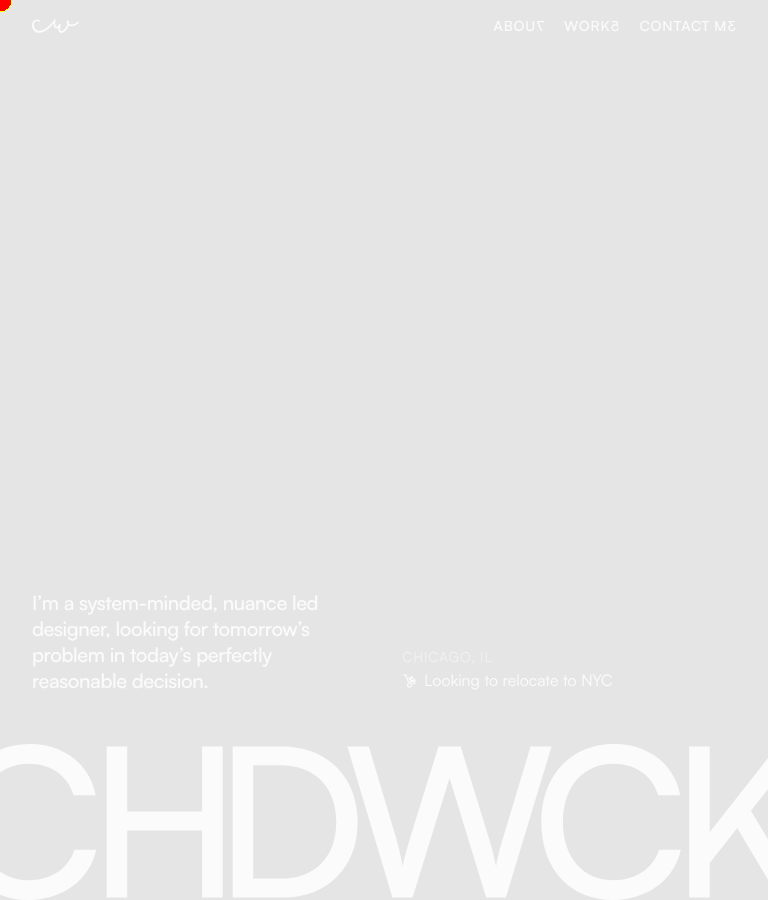 cw
ABOUT
WORKS
CONTACT ME
I'm a system-minded, nuance led
designer, looking for tomorrow's
problem in today's perfectly
reasonable decision.
CHICAGO, IL
Looking to relocate to NYC
CHDWCK